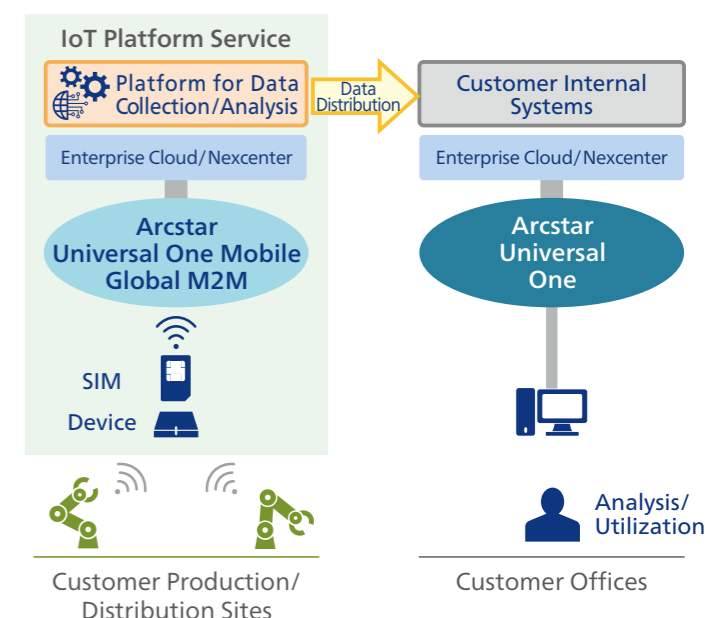 IoT Platform Service
Platform for Data
Collection/Analysis
Data
Distribution
Customer Internal
Systems
Enterprise Cloud/Nexcenter
Enterprise Cloud/Nexcenter
Arcstar
Universal One Mobile
Global M2M
Arcstar
Universal
One
SIM
Device
Analysis/
Utilization
Customer Production/
Distribution Sites
Customer Offices